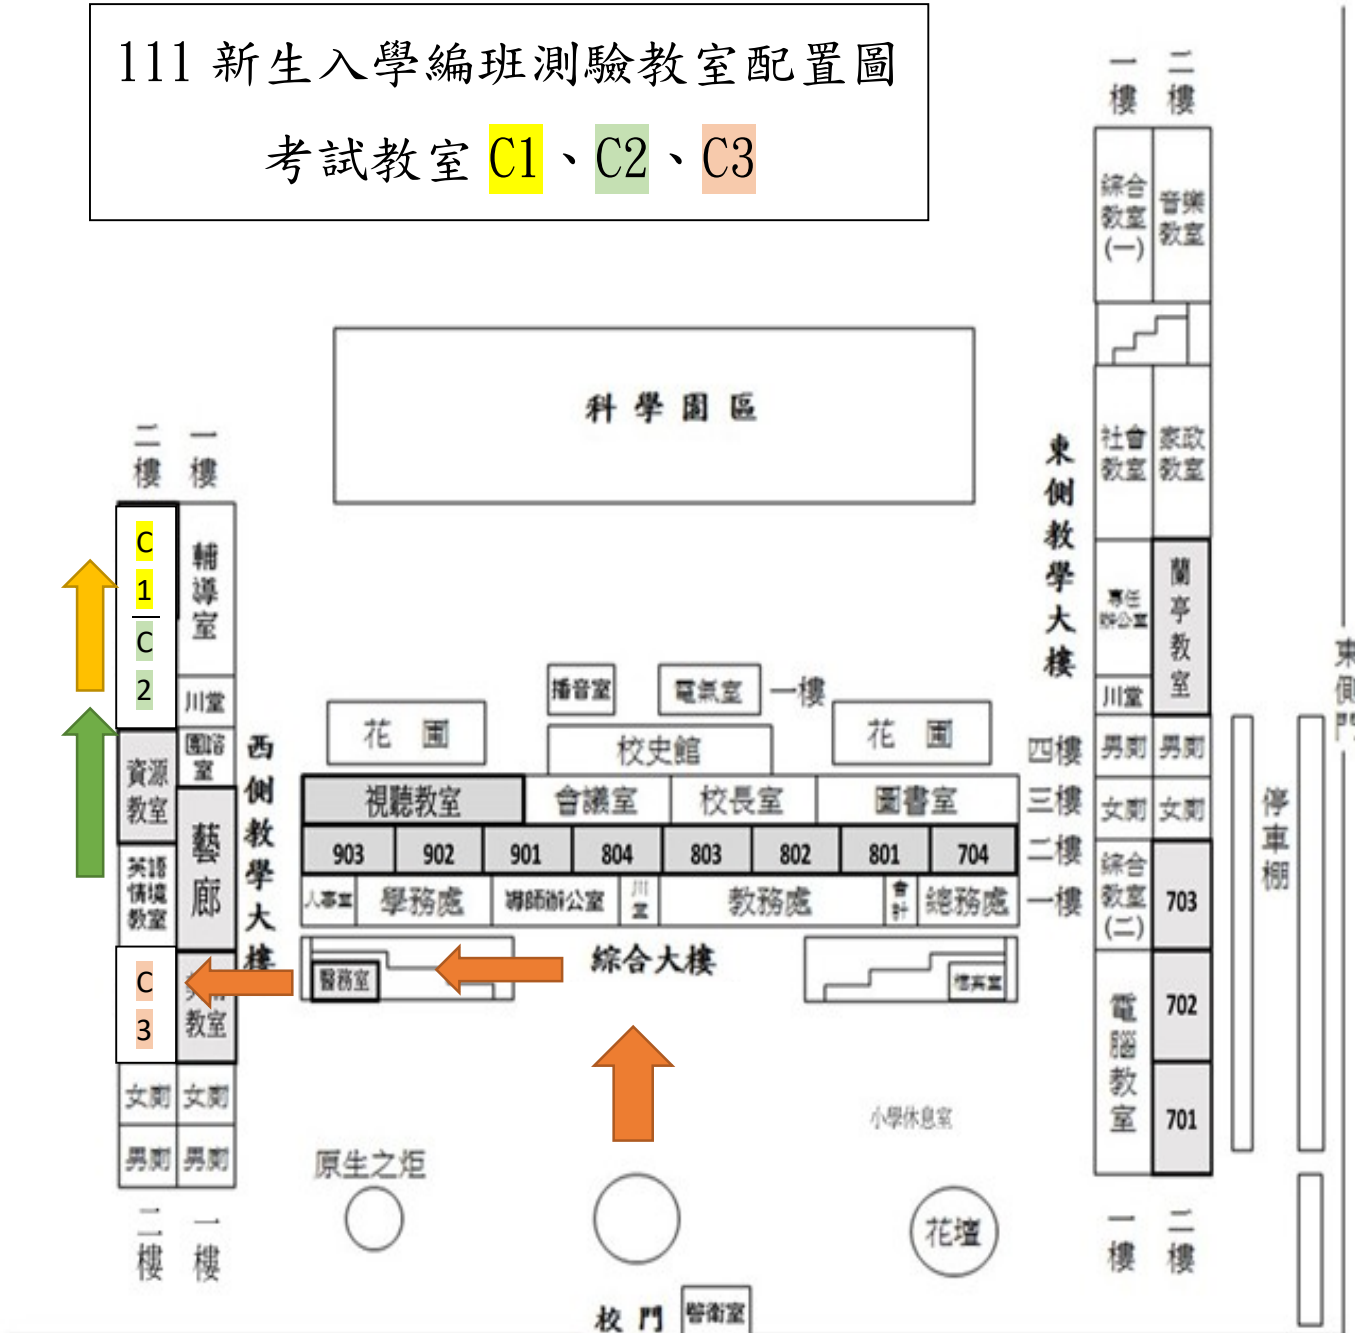 111 新生入學編班測驗教室配置圖
考試教室 C1、C2、C3
一樓
二樓
綜合教室(一)
音樂教室
科學園區
社會教室
家政教室
東側教學大樓
二樓
一樓
C1
C2
輔導室
專任辦公室
蘭亭教室
川堂
川堂
播音室
電氣室
一樓
東側門
花圃
校史館
花圃
四樓
男廁
男廁
西側教學大樓
資源教室
團諮室
視聽教室
會議室
校長室
圖書室
三樓
女廁
女廁
停車棚
903
902
901
804
803
802
801
704
二樓
英語情境教室
藝廊
人事室
學務處
導師辦公室
川堂
教務處
會計
總務處
一樓
綜合教室(二)
703
綜合大樓
C3
教室
醫務室
電腦教室
702
701
女廁
女廁
小學休息室
男廁
男廁
原生之炬
花壇
二樓
一樓
一樓
二樓
校門
警衛室